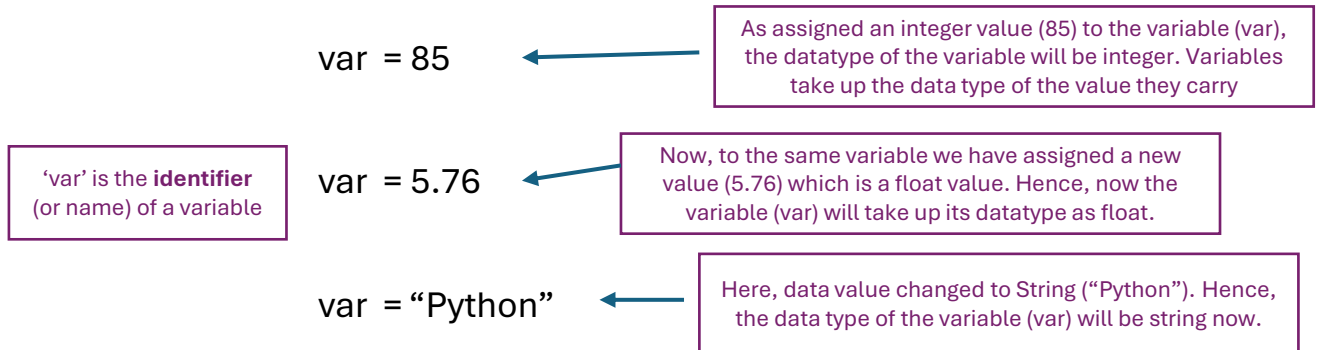 var = 85
As assigned an integer value (85) to the variable (var),
the datatype of the variable will be integer. Variables
take up the data type of the value they carry
‘var’ is the identifier
(or name) of a variable
var = 5.76
Now, to the same variable we have assigned a new
value (5.76) which is a float value. Hence, now the
variable (var) will take up its datatype as float.
var = “Python”
Here, data value changed to String (“Python”). Hence,
the data type of the variable (var) will be string now.